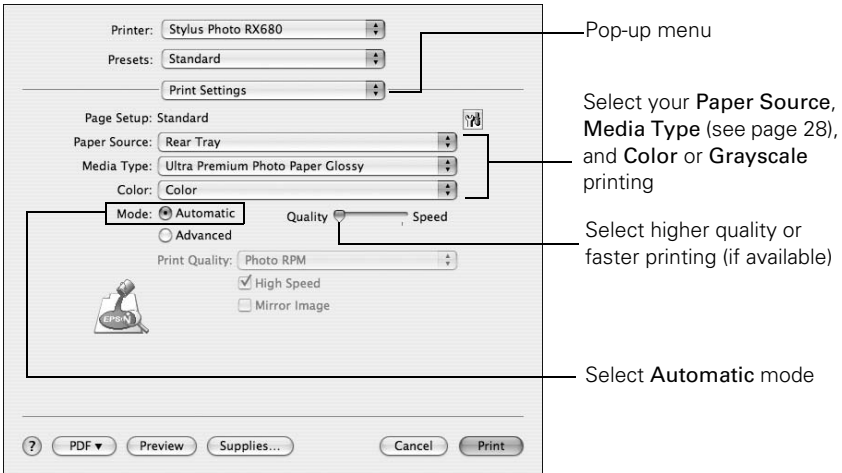 Printer: Stylus Photo RX680
Pop-up menu
Presets: Standard
Print Settings
Page Setup: Standard
Paper Source: Rear Tray
Media Type: Ultra Premium Photo Paper Glossy
Color: Color
Select your Paper Source,
Media Type (see page 28),
and Color or Grayscale
printing
Mode: Automatic
Quality
Speed
Advanced
Select higher quality or
faster printing (if available)
Print Quality: Photo RPM
High Speed
Mirror Image
EPSON
Select Automatic mode
? PDF▼ Preview Supplies... Cancel Print